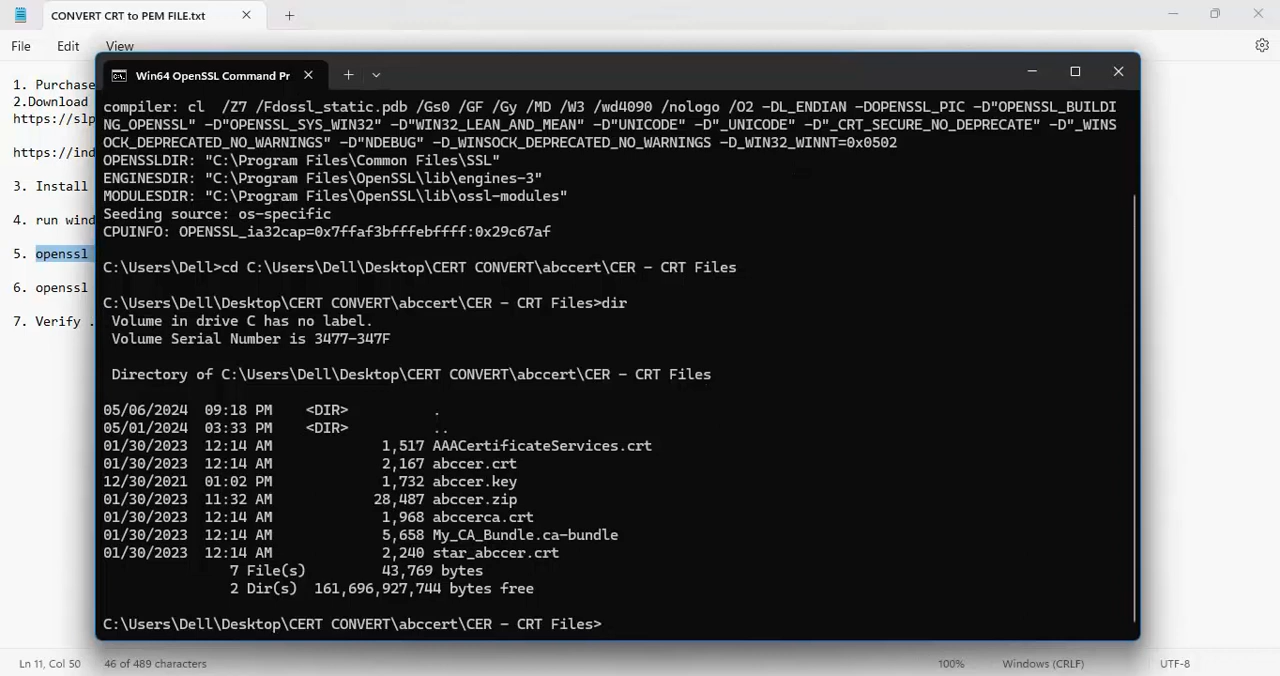 CONVERT CRT to PEM FILE.txt
File Edit View
1. Purchase
2.Download
https://slp
https://ind
3. Install
4. run wind
5. openssl
6. openssl
7. Verify .
Win64 OpenSSL Command Pr
compiler: cl  /Z7 /Fdossl_static.pdb /Gs0 /GF /Gy /MD /W3 /wd4090 /nologo /O2 -DL_ENDIAN -DOPENSSL_PIC -D"OPENSSL_BUILDI
NG_OPENSSL" -D"OPENSSL_SYS_WIN32" -D"WIN32_LEAN_AND_MEAN" -D"UNICODE" -D"_UNICODE" -D"_CRT_SECURE_NO_DEPRECATE" -D"_WINS
OCK_DEPRECATED_NO_WARNINGS" -D"NDEBUG" -D_WINSOCK_DEPRECATED_NO_WARNINGS -D_WIN32_WINNT=0x0502
OPENSSLDIR: "C:\Program Files\Common Files\SSL"
ENGINESDIR: "C:\Program Files\OpenSSL\lib\engines-3"
MODULESDIR: "C:\Program Files\OpenSSL\lib\ossl-modules"
Seeding source: os-specific
CPUINFO: OPENSSL_ia32cap=0x7ffaf3bfffebffff:0x29c67af
C:\Users\Dell>cd C:\Users\Dell\Desktop\CERT CONVERT\abccert\CER - CRT Files
C:\Users\Dell\Desktop\CERT CONVERT\abccert\CER - CRT Files>dir
Volume in drive C has no label.
Volume Serial Number is 3477-347F
Directory of C:\Users\Dell\Desktop\CERT CONVERT\abccert\CER - CRT Files
05/06/2024  09:18 PM    <DIR>          .
05/01/2024  03:33 PM    <DIR>          ..
01/30/2023  12:14 AM             1,517 AAACertificateServices.crt
01/30/2023  12:14 AM             2,167 abccer.crt
12/30/2021  01:02 PM             1,732 abccer.key
01/30/2023  11:32 AM            28,487 abccer.zip
01/30/2023  12:14 AM             1,968 abccerca.crt
01/30/2023  12:14 AM             5,658 My_CA_Bundle.ca-bundle
01/30/2023  12:14 AM             2,240 star_abccer.crt
7 File(s)         43,769 bytes
2 Dir(s)  161,696,927,744 bytes free
C:\Users\Dell\Desktop\CERT CONVERT\abccert\CER - CRT Files>
Ln 11, Col 50 46 of 489 characters 100% Windows (CRLF) UTF-8